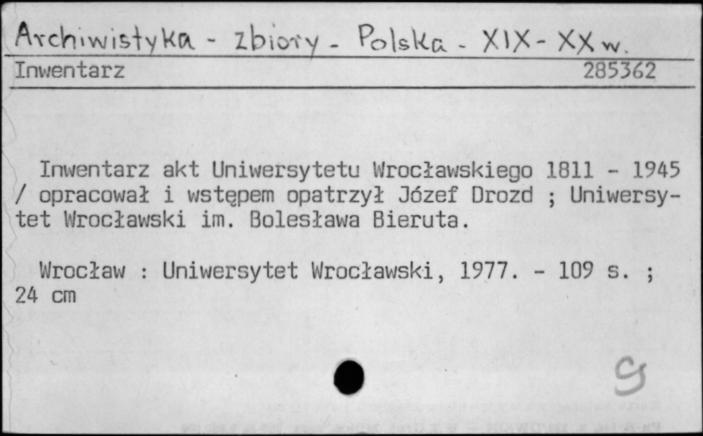 Archiwistyka - zbiory - Polska - XIX - XX w.
Inwentarz 285362
Inwentarz akt Uniwersytetu Wrocławskiego 1811 - 1945
/ opracował i wstępem opatrzył Józef Drozd ; Uniwersy-
tet Wrocławski im. Bolesława Bieruta.
Wrocław : Uniwersytet Wrocławski, 1977. - 109 s. ;
24 cm